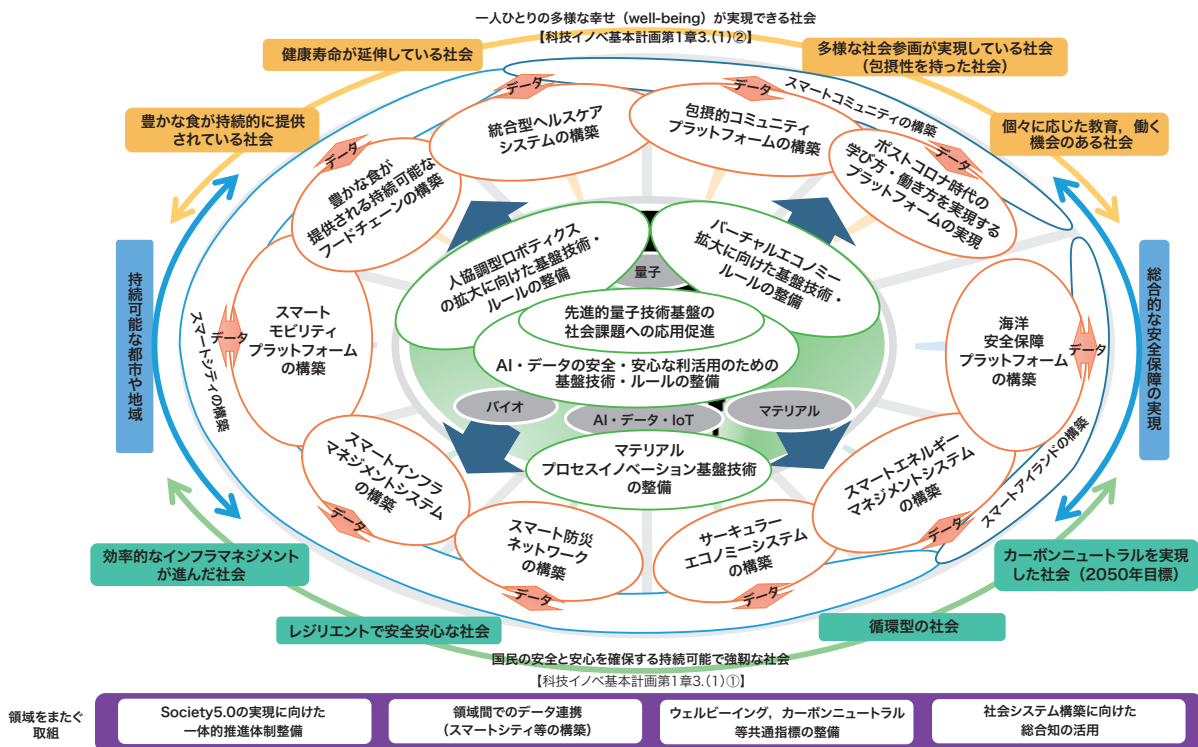 一人ひとりの多様な幸せ（well-being）が実現できる社会
【科技イノベ基本計画第1章3.(1)②】
健康寿命が延伸している社会
多様な社会参画が実現している社会
（包摂性を持った社会）
豊かな食が持続的に提供
されている社会
個々に応じた教育，働く
機会のある社会
持続可能な都市や地域
総合的な安全保障の実現
スマートコミュニティの構築
スマートシティの構築
スマートアイランドの構築
データ
統合型ヘルスケア
システムの構築
データ
包摂的コミュニティ
プラットフォームの構築
データ
豊かな食が
提供される持続可能な
フードチェーンの構築
データ
ポストコロナ時代の
学び方・働き方を実現する
プラットフォームの実現
データ
スマート
モビリティ
プラットフォーム
の構築
データ
海洋
安全保障
プラットフォーム
の構築
人協調型ロボティクス
の拡大に向けた基盤技術・
ルールの整備
バーチャルエコノミー
拡大に向けた基盤技術・
ルールの整備
量子
先進的量子技術基盤の
社会課題への応用促進
AI・データの安全・安心な利活用のための
基盤技術・ルールの整備
バイオ
AI・データ・IoT
マテリアル
マテリアル
プロセスイノベーション基盤技術
の整備
スマートインフラ
マネジメントシステム
の構築
データ
スマート防災
ネットワーク
の構築
データ
サーキュラー
エコノミーシステム
の構築
データ
スマートエネルギー
マネジメントシステム
の構築
データ
効率的なインフラマネジメント
が進んだ社会
カーボンニュートラルを実現
した社会（2050年目標）
レジリエントで安全安心な社会
循環型の社会
国民の安全と安心を確保する持続可能で強靭な社会
【科技イノベ基本計画第1章3.(1)①】
領域をまたぐ
取組
Society5.0の実現に向けた
一体的推進体制整備
領域間でのデータ連携
（スマートシティ等の構築）
ウェルビーイング，カーボンニュートラル
等共通指標の整備
社会システム構築に向けた
総合知の活用